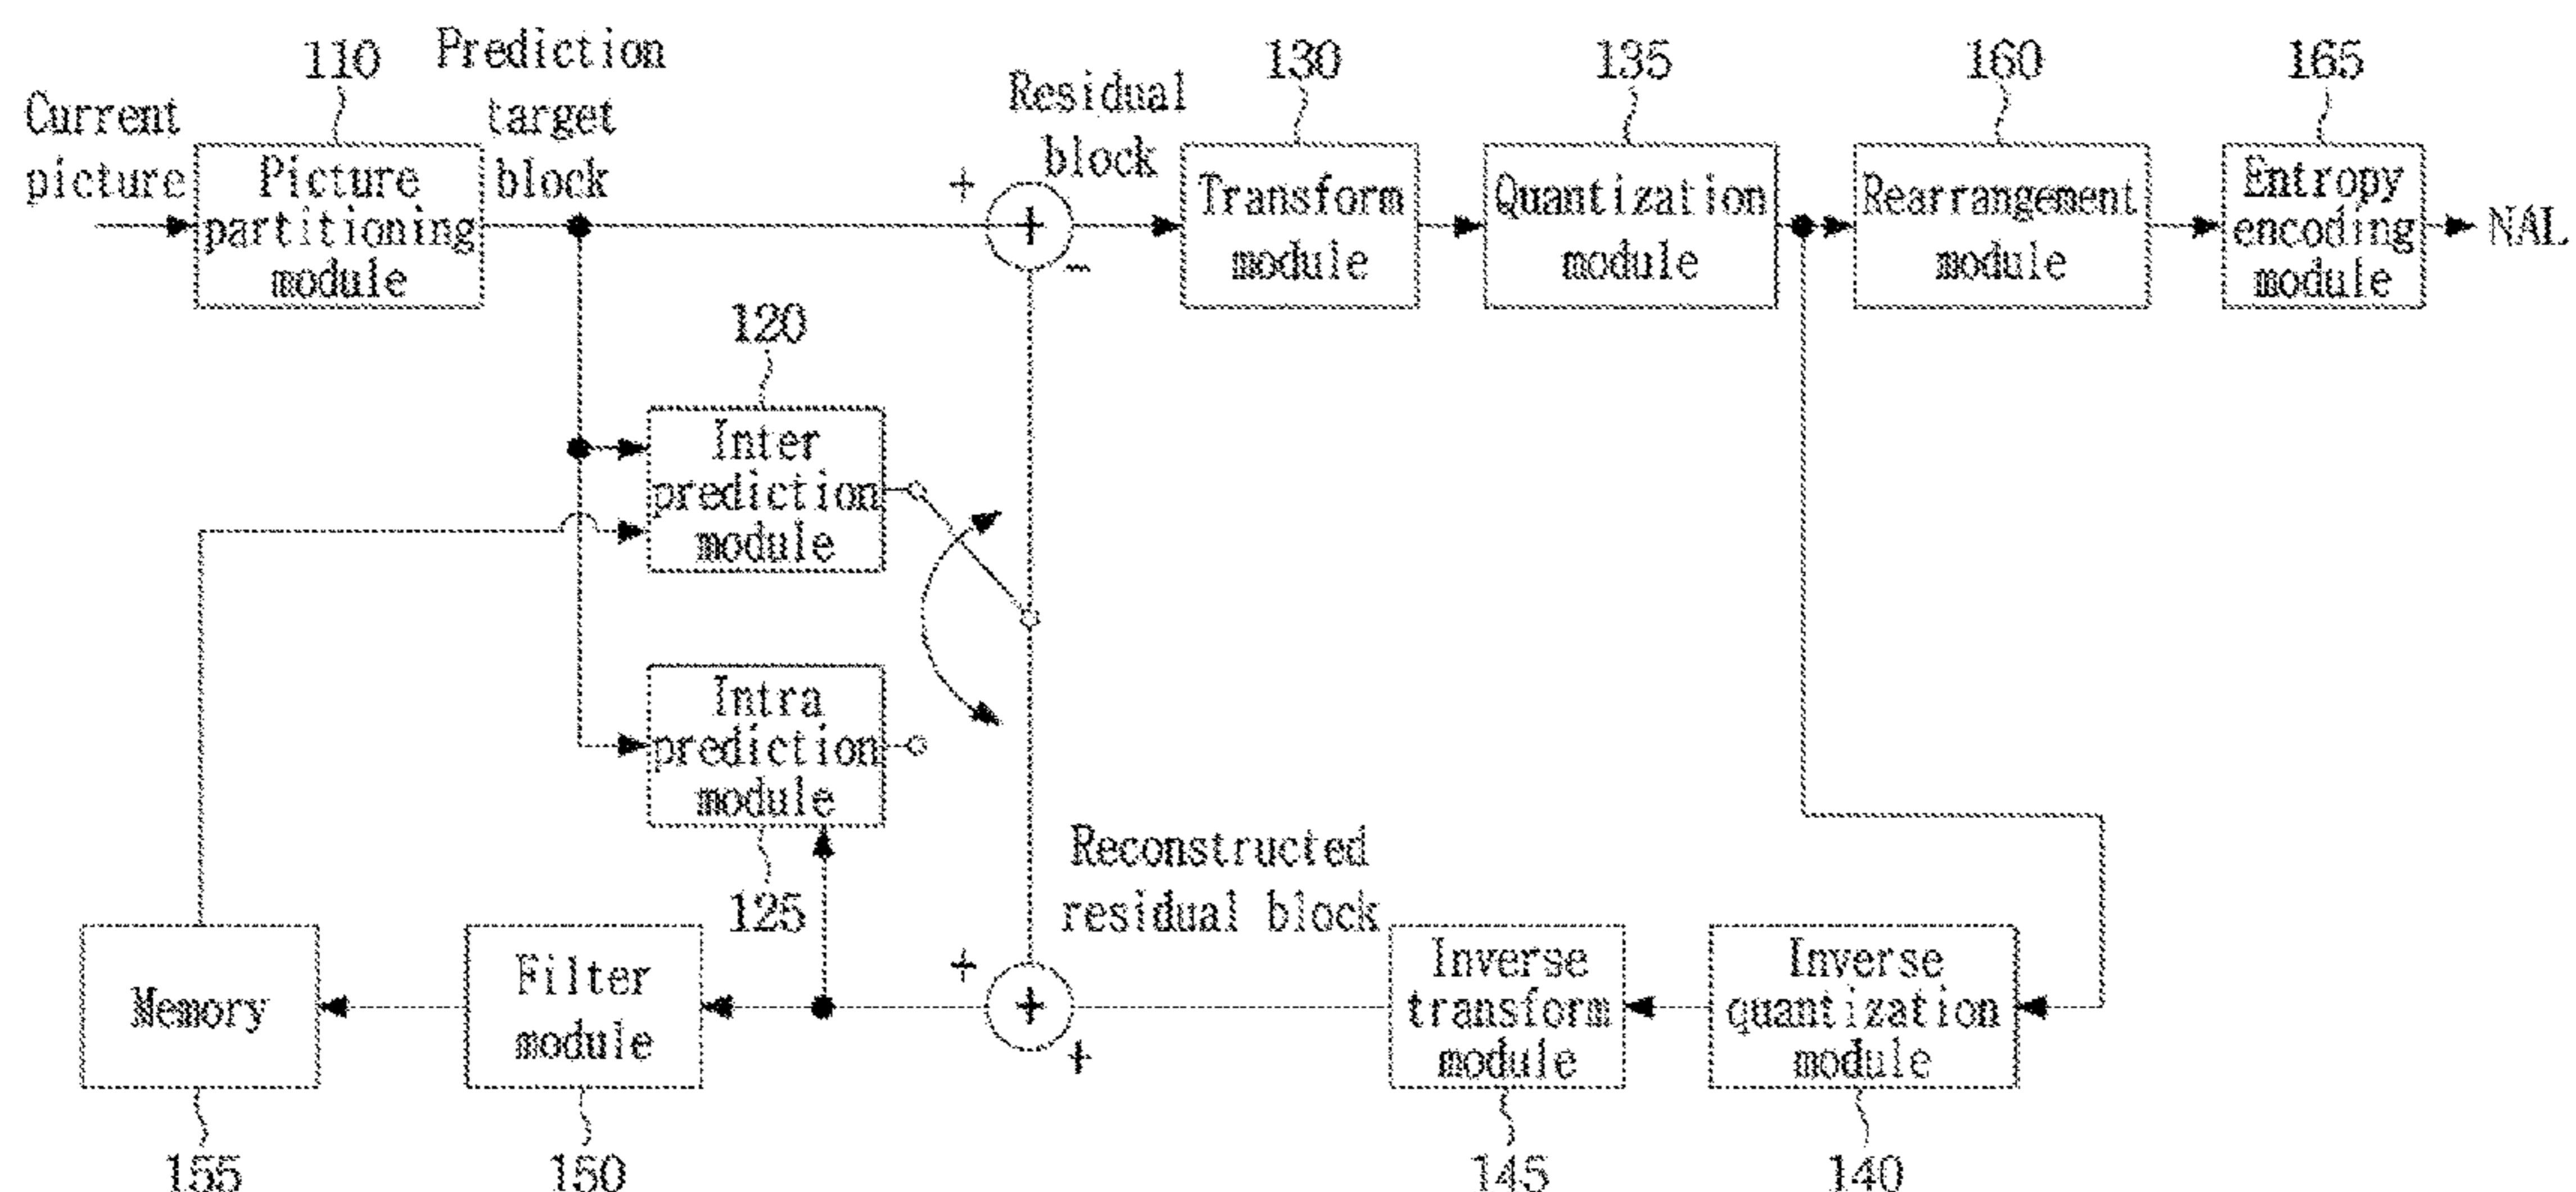 110
Prediction
target
block
Current
picture
Picture
partitioning
module
Residual
block
130
Transform
module
135
Quantization
module
160
Rearrangement
module
165
Entropy
encoding
module
NAL
+
+
−
120
Inter
prediction
module
Intra
prediction
module
125
Reconstructed
residual block
Memory
155
Filter
module
150
+
+
+
Inverse
transform
module
145
Inverse
quantization
module
140